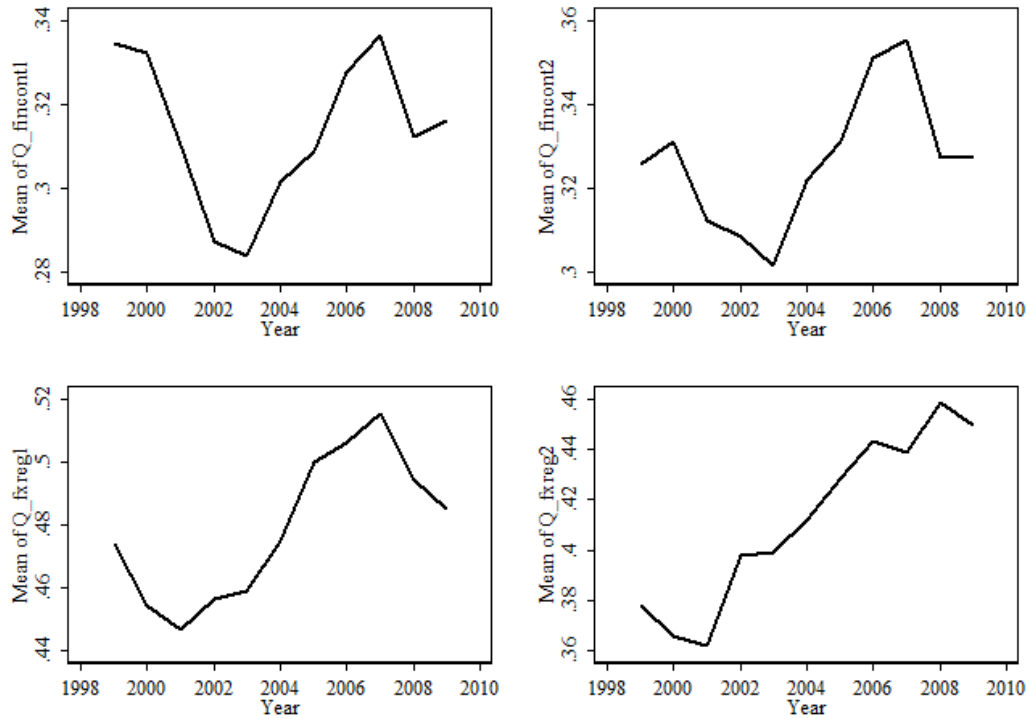 Mean of Q_fincont1
.34
.32
.3
.28
1998 2000 2002 2004 2006 2008 2010
Year
Mean of Q_fincont2
.36
.34
.32
.3
1998 2000 2002 2004 2006 2008 2010
Year
Mean of Q_fxreg1
.52
.5
.48
.46
.44
1998 2000 2002 2004 2006 2008 2010
Year
Mean of Q_fxreg2
.46
.44
.42
.4
.38
.36
1998 2000 2002 2004 2006 2008 2010
Year